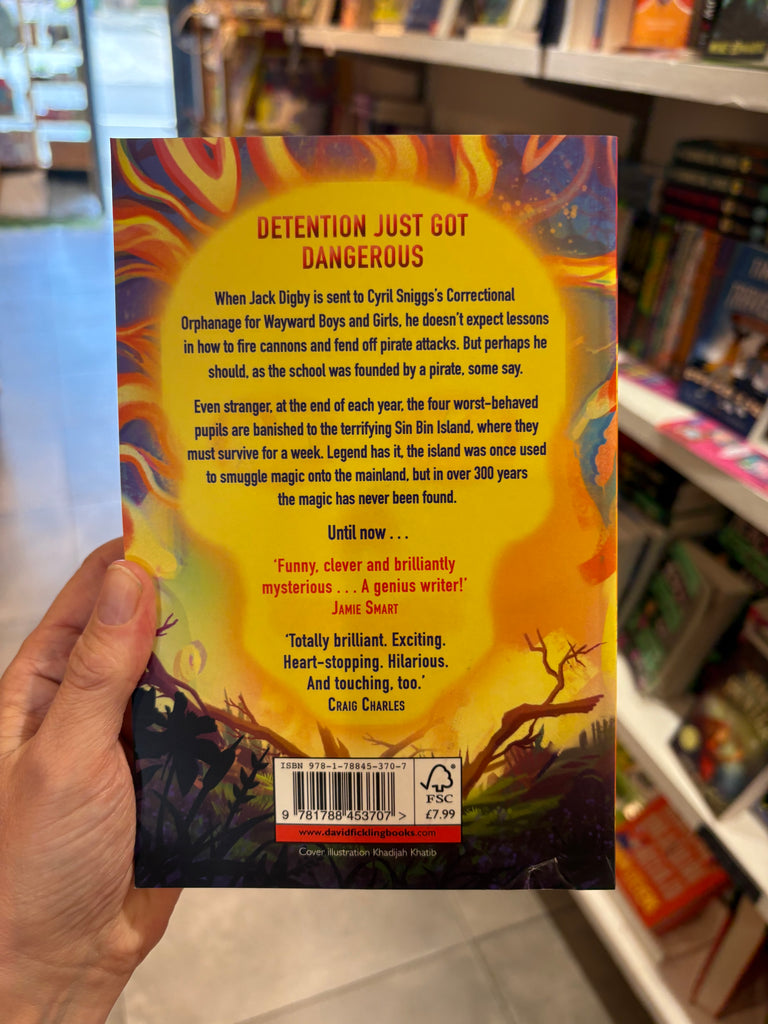 DETENTION JUST GOT
DANGEROUS
When Jack Digby is sent to Cyril Sniggs's Correctional
Orphanage for Wayward Boys and Girls, he doesn't expect lessons
in how to fire cannons and fend off pirate attacks. But perhaps he
should, as the school was founded by a pirate, some say.
Even stranger, at the end of each year, the four worst-behaved
pupils are banished to the terrifying Sin Bin Island, where they
must survive for a week. Legend has it, the island was once used
to smuggle magic onto the mainland, but in over 300 years
the magic has never been found.
Until now . . .
‘Funny, clever and brilliantly
mysterious . . . A genius writer!’
JAMIE SMART
‘Totally brilliant. Exciting.
Heart-stopping. Hilarious.
And touching, too.’
CRAIG CHARLES
ISBN 978-1-78845-370-7
9 781788 453707 >
FSC
£7.99
www.davidficklingbooks.com
Cover illustration Khadijah Khatib